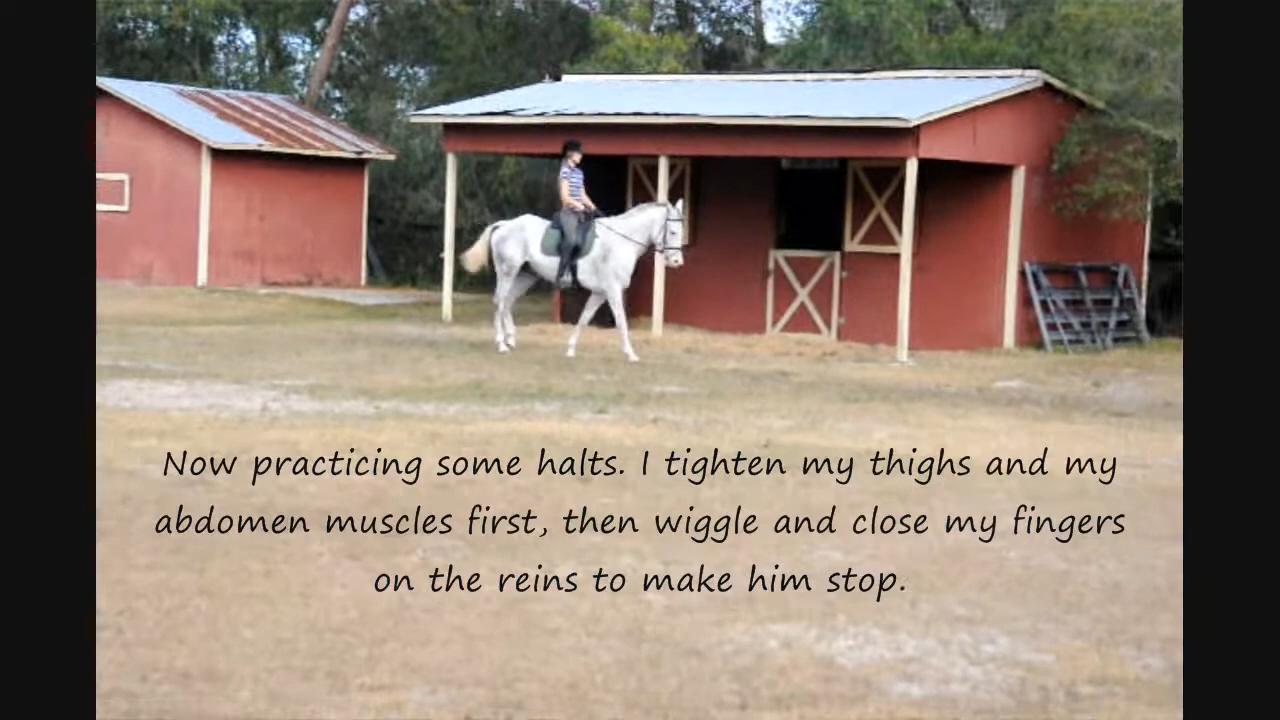 Now practicing some halts. I tighten my thighs and my
abdomen muscles first, then wiggle and close my fingers
on the reins to make him stop.